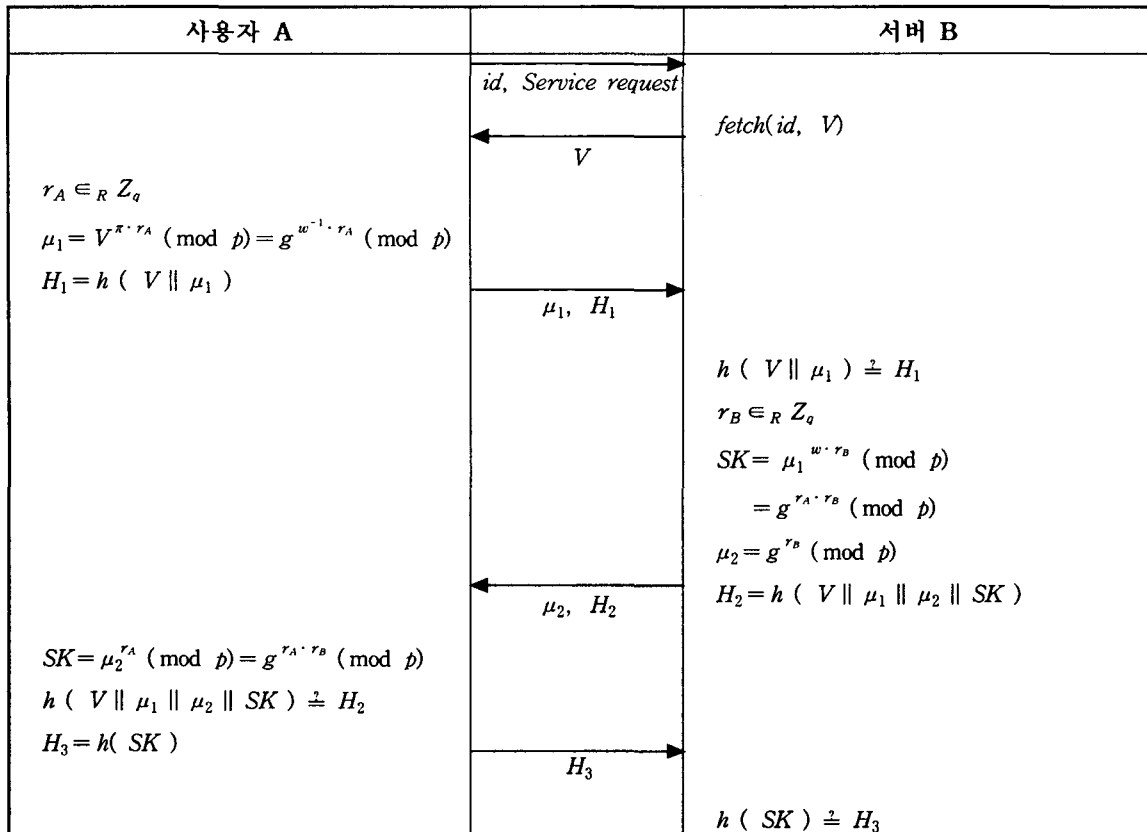 사용자 A
서버 B
id, Service request
fetch(id, V)
V
r_A ∈_R Z_q
μ_1 = V^{π·r_A} (mod p) = g^{w^{-1}·r_A} (mod p)
H_1 = h ( V ∥ μ_1 )
μ_1, H_1
h ( V ∥ μ_1 ) ≟ H_1
r_B ∈_R Z_q
SK = μ_1^{w·r_B} (mod p)
= g^{r_A·r_B} (mod p)
μ_2 = g^{r_B} (mod p)
μ_2, H_2
H_2 = h ( V ∥ μ_1 ∥ μ_2 ∥ SK )
SK = μ_2^{r_A} (mod p) = g^{r_A·r_B} (mod p)
h ( V ∥ μ_1 ∥ μ_2 ∥ SK ) ≟ H_2
H_3 = h( SK )
H_3
h ( SK ) ≟ H_3